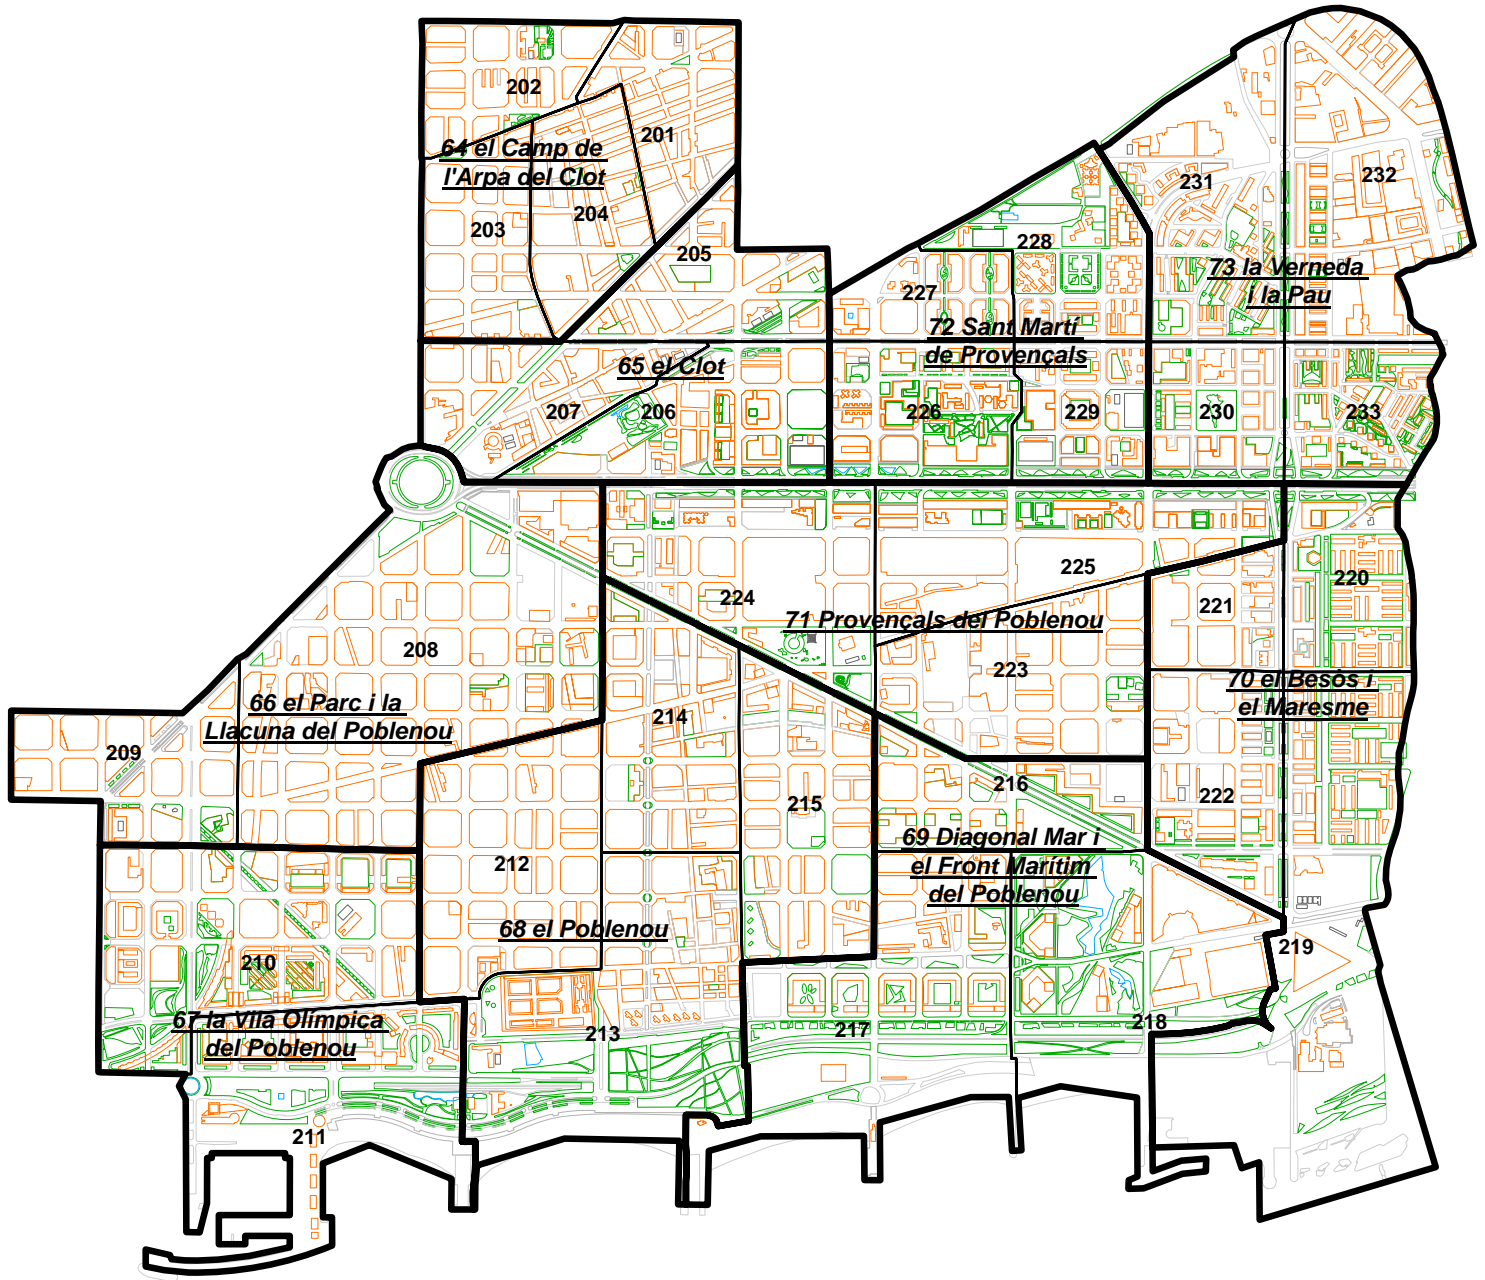 202
201
64 el Camp de
l'Arpa del Clot
204
203
205
231
232
228
73 la Verneda
i la Pau
227
72 Sant Martí
de Provençals
65 el Clot
207
206
226
229
230
233
225
220
224
221
71 Provençals del Poblenou
208
223
70 el Besòs i
el Maresme
66 el Parc i la
Llacuna del Poblenou
214
209
216
222
215
69 Diagonal Mar i
el Front Marítim
del Poblenou
212
68 el Poblenou
219
210
67 la Vila Olímpica
del Poblenou
213
217
218
211